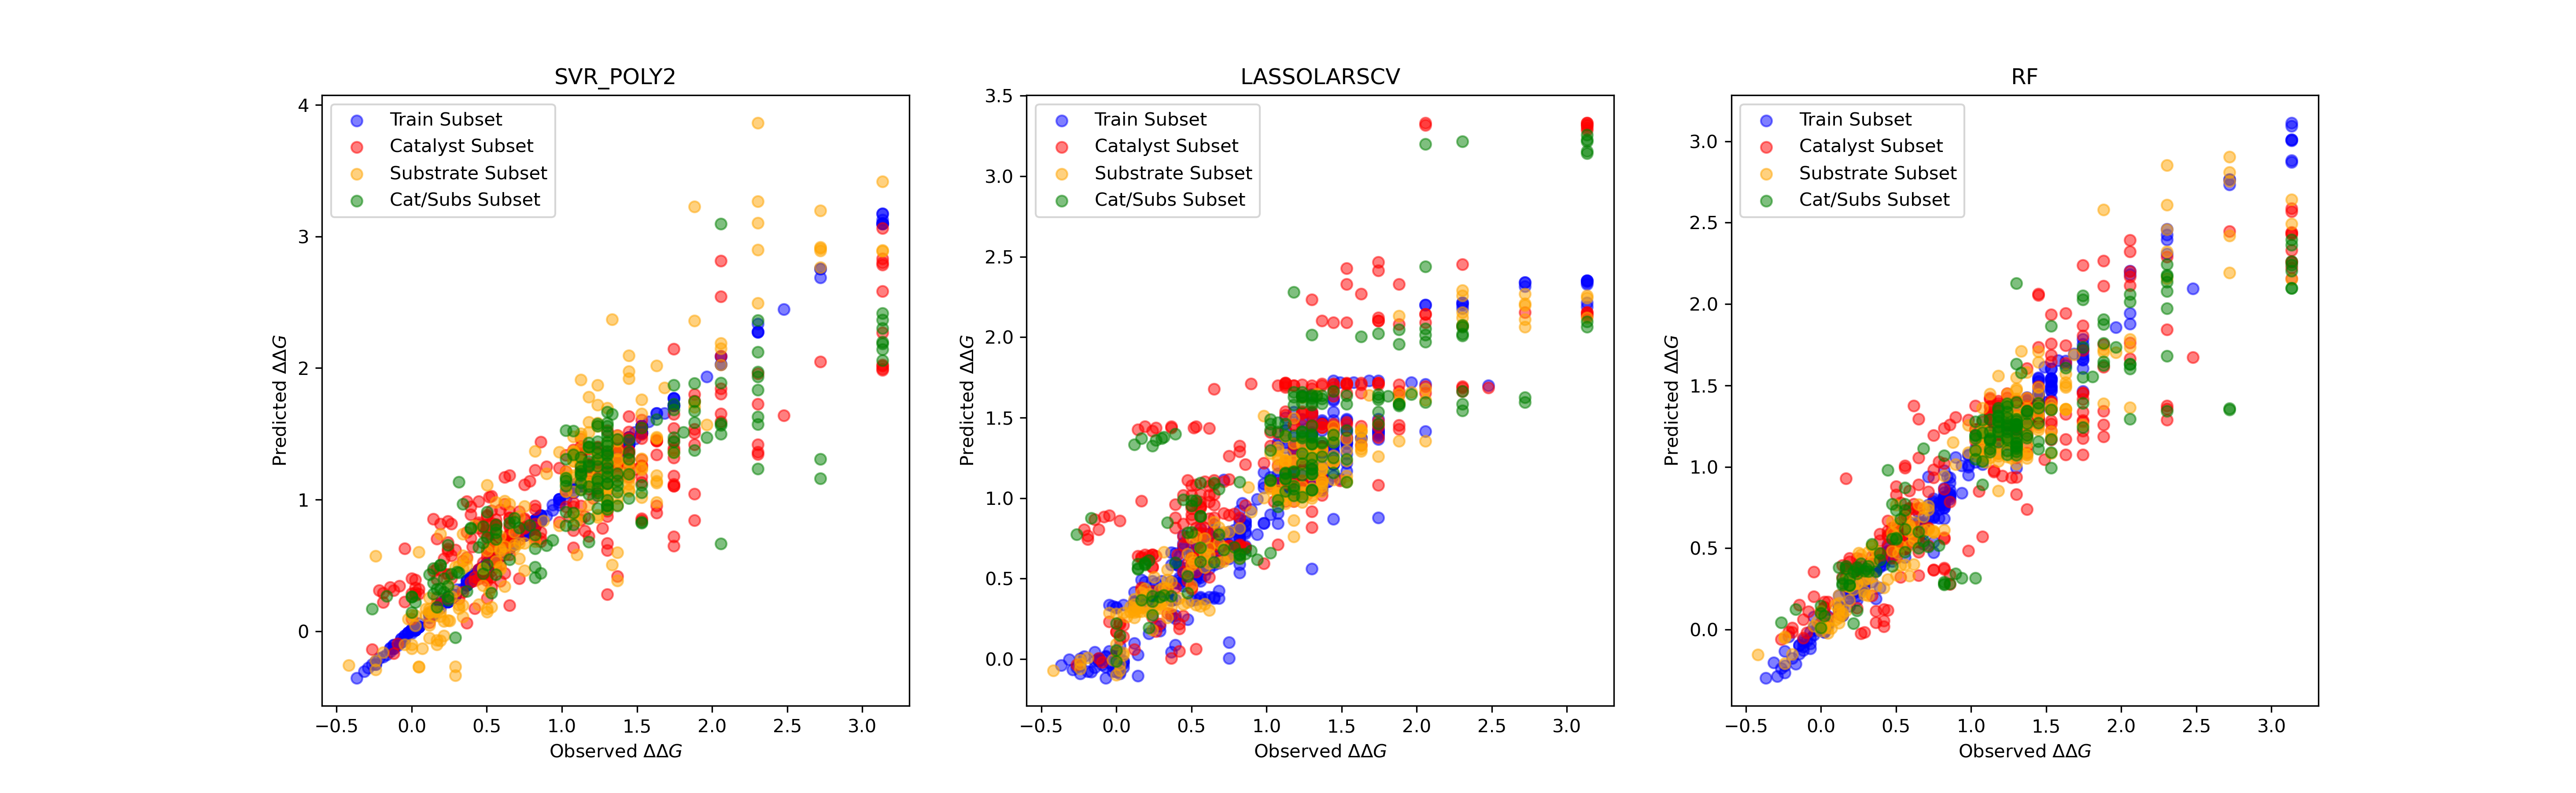 SVR_POLY2
4
3
2
1
0
Predicted ΔΔG
Train Subset
Catalyst Subset
Substrate Subset
Cat/Subs Subset
−0.5 0.0 0.5 1.0 1.5 2.0 2.5 3.0
Observed ΔΔG
LASSOLARSCV
3.5
3.0
2.5
2.0
1.5
1.0
0.5
0.0
Predicted ΔΔG
Train Subset
Catalyst Subset
Substrate Subset
Cat/Subs Subset
−0.5 0.0 0.5 1.0 1.5 2.0 2.5 3.0
Observed ΔΔG
RF
3.0
2.5
2.0
1.5
1.0
0.5
0.0
Predicted ΔΔG
Train Subset
Catalyst Subset
Substrate Subset
Cat/Subs Subset
−0.5 0.0 0.5 1.0 1.5 2.0 2.5 3.0
Observed ΔΔG